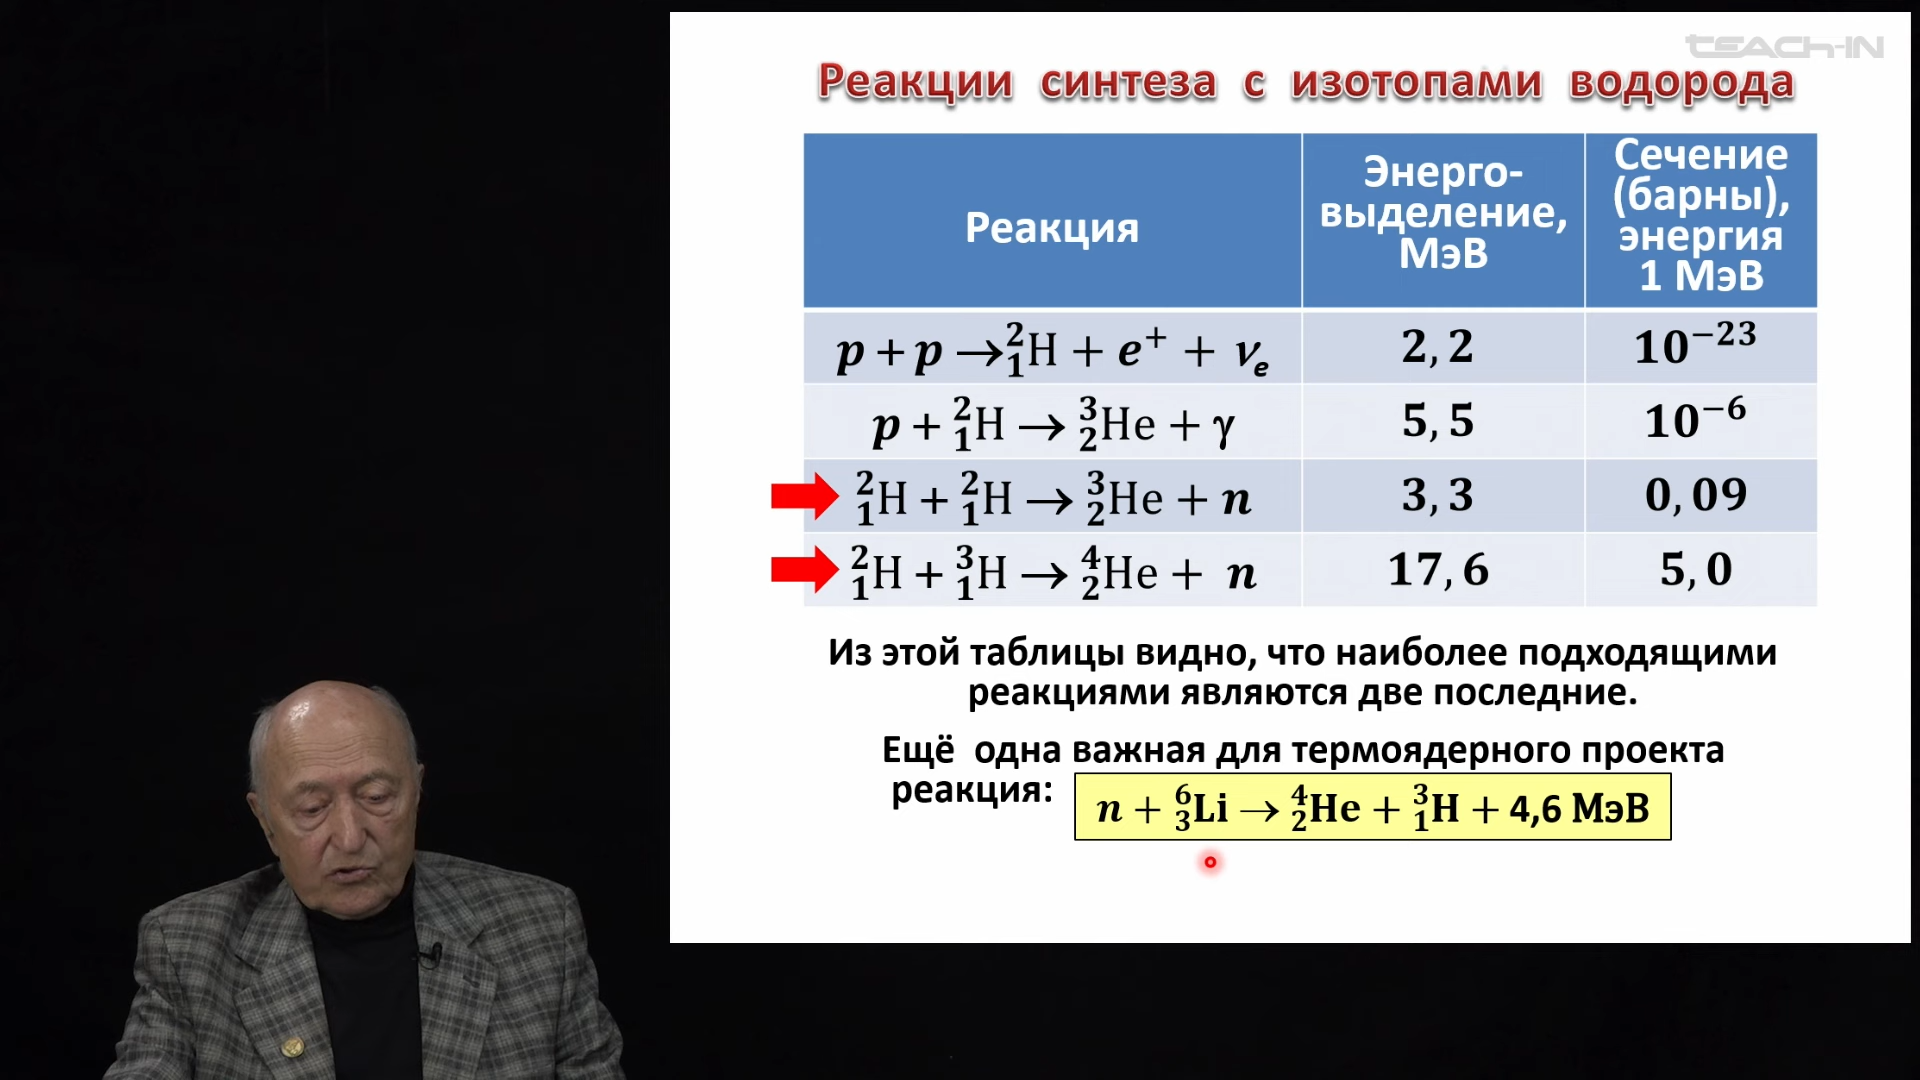 TEACH-IN
Реакции синтеза с изотопами водорода
Реакция
Энерго-
выделение,
МэВ
Сечение
(барны),
энергия
1 МэВ
p + p → ²₁H + e⁺ + νₑ
2,2
10⁻²³
p + ²₁H → ³₂He + γ
5,5
10⁻⁶
²₁H + ²₁H → ³₂He + n
3,3
0,09
²₁H + ³₁H → ⁴₂He + n
17,6
5,0
Из этой таблицы видно, что наиболее подходящими
реакциями являются две последние.
Ещё одна важная для термоядерного проекта
реакция:
n + ⁶₃Li → ⁴₂He + ³₁H + 4,6 МэВ